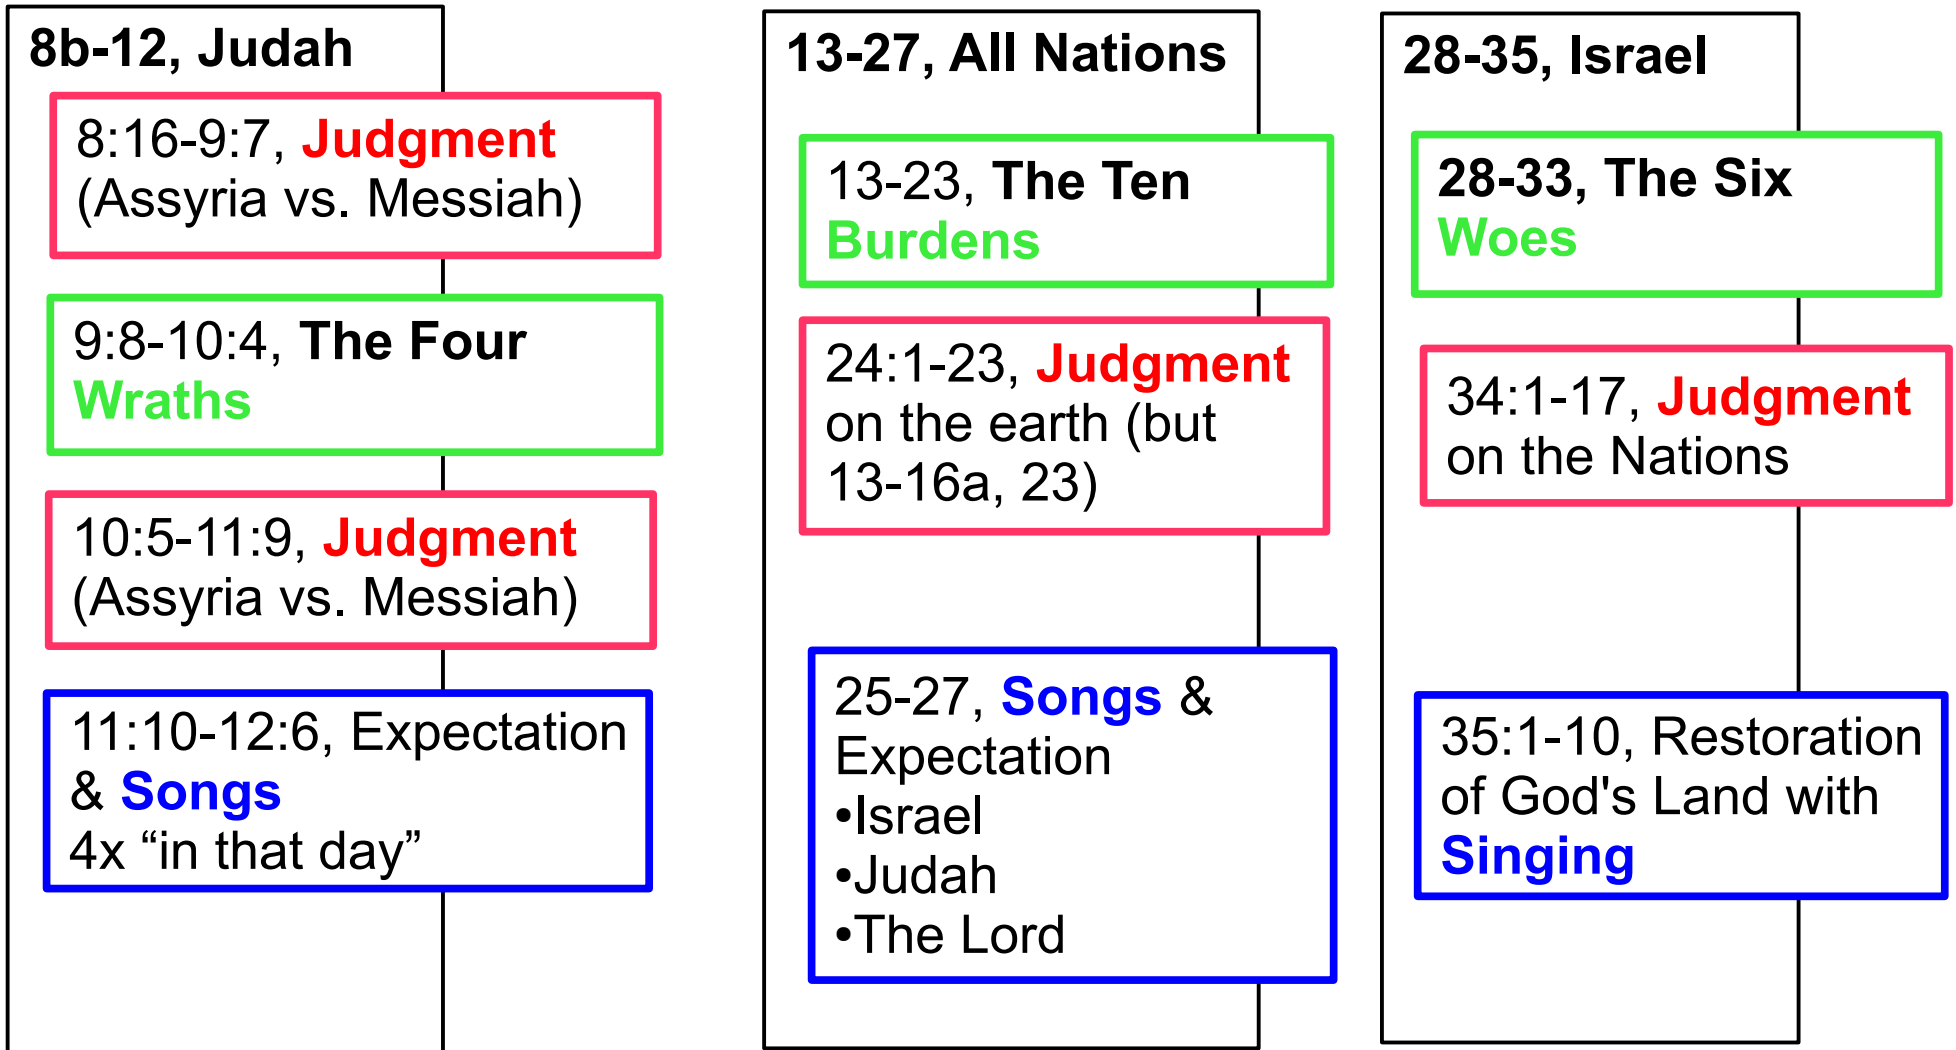 8b-12, Judah
8:16-9:7, Judgment
(Assyria vs. Messiah)
9:8-10:4, The Four
Wraths
10:5-11:9, Judgment
(Assyria vs. Messiah)
11:10-12:6, Expectation
& Songs
4x “in that day”
13-27, All Nations
13-23, The Ten
Burdens
24:1-23, Judgment
on the earth (but
13-16a, 23)
25-27, Songs &
Expectation
•Israel
•Judah
•The Lord
28-35, Israel
28-33, The Six
Woes
34:1-17, Judgment
on the Nations
35:1-10, Restoration
of God's Land with
Singing